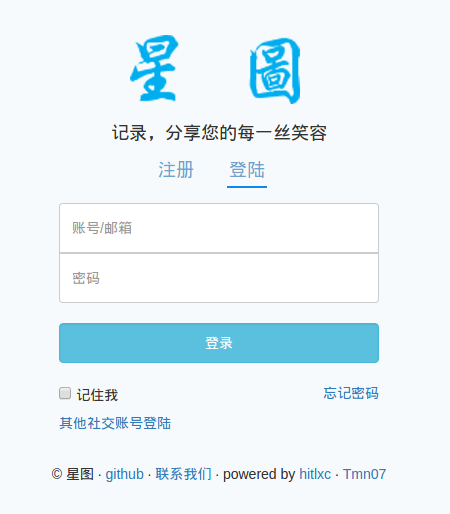 星圖
记录，分享您的每一丝笑容
注册 登陆
账号/邮箱
密码
登录
记住我 忘记密码
其他社交账号登陆
© 星图 · github · 联系我们 · powered by hitlxc · Tmn07